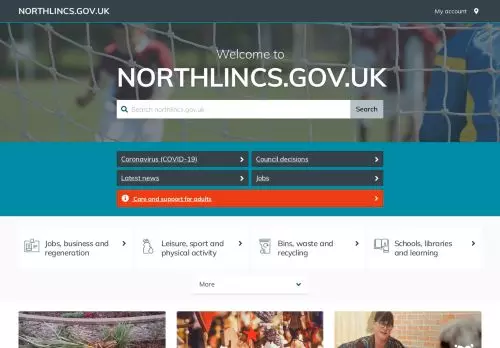 NORTHLINCS.GOV.UK
My account
Welcome to
NORTHLINCS.GOV.UK
Search northlincs.gov.uk
Search
Coronavirus (COVID-19)
Council decisions
Latest news
Jobs
Care and support for adults
Jobs, business and
regeneration
Leisure, sport and
physical activity
Bins, waste and
recycling
Schools, libraries
and learning
More